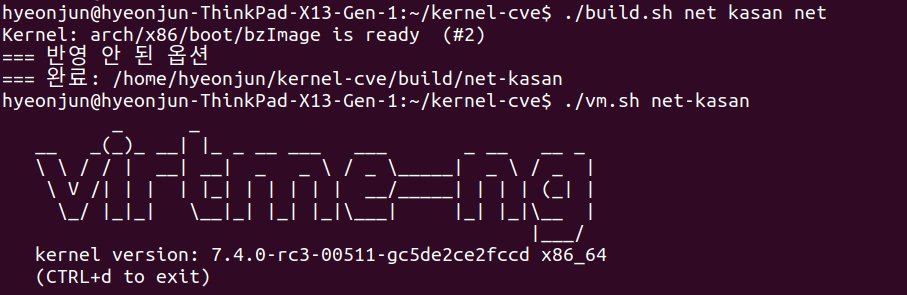 hyeonjun@hyeonjun-ThinkPad-X13-Gen-1:~/kernel-cve$ ./build.sh net kasan net
Kernel: arch/x86/boot/bzImage is ready  (#2)
=== 반영 안 된 옵션
=== 완료: /home/hyeonjun/kernel-cve/build/net-kasan
hyeonjun@hyeonjun-ThinkPad-X13-Gen-1:~/kernel-cve$ ./vm.sh net-kasan
virtme-ng
kernel version: 7.4.0-rc3-00511-gc5de2ce2fccd x86_64
(CTRL+d to exit)